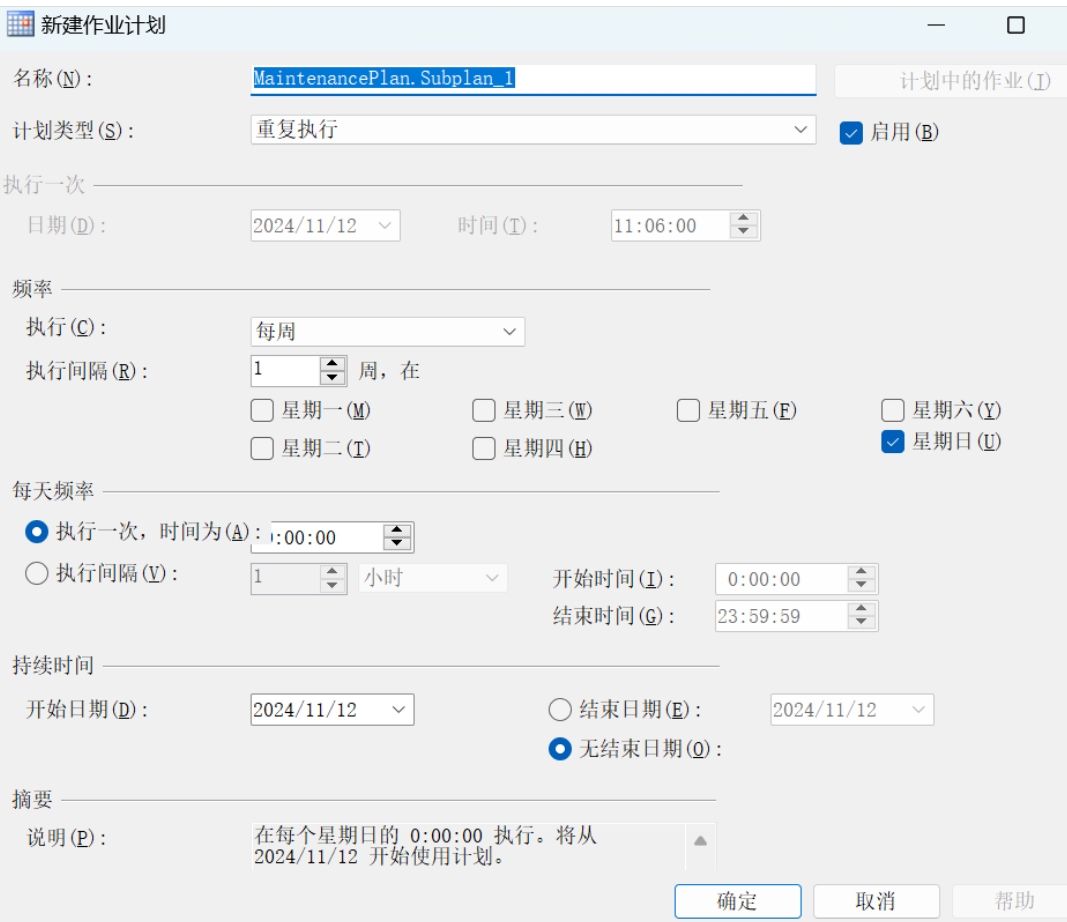 新建作业计划
名称(N):
MaintenancePlan.Subplan_1
计划中的作业(J)
计划类型(S):
重复执行
启用(B)
执行一次
日期(D):
2024/11/12
时间(T):
11:06:00
频率
执行(C):
每周
执行间隔(R):
1
周，在
星期一(M)
星期三(W)
星期五(F)
星期六(Y)
星期二(T)
星期四(H)
星期日(U)
每天频率
执行一次，时间为(A):
:00:00
执行间隔(V):
1
小时
开始时间(I):
0:00:00
结束时间(G):
23:59:59
持续时间
开始日期(D):
2024/11/12
结束日期(E):
2024/11/12
无结束日期(O):
摘要
说明(P):
在每个星期日的 0:00:00 执行。将从
2024/11/12 开始使用计划。
确定
取消
帮助